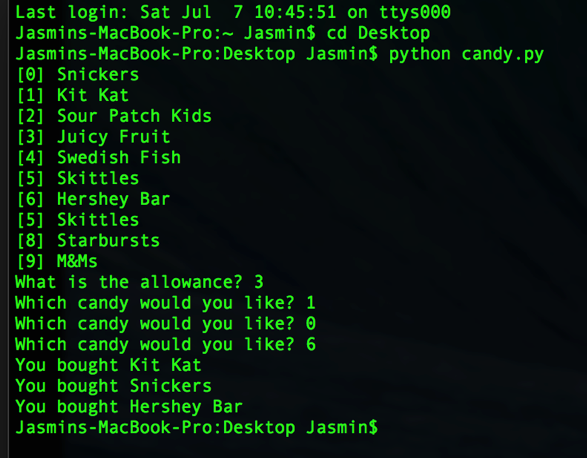 Last login: Sat Jul  7 10:45:51 on ttys000
Jasmins-MacBook-Pro:~ Jasmin$ cd Desktop
Jasmins-MacBook-Pro:Desktop Jasmin$ python candy.py
[0] Snickers
[1] Kit Kat
[2] Sour Patch Kids
[3] Juicy Fruit
[4] Swedish Fish
[5] Skittles
[6] Hershey Bar
[5] Skittles
[8] Starbursts
[9] M&Ms
What is the allowance? 3
Which candy would you like? 1
Which candy would you like? 0
Which candy would you like? 6
You bought Kit Kat
You bought Snickers
You bought Hershey Bar
Jasmins-MacBook-Pro:Desktop Jasmin$